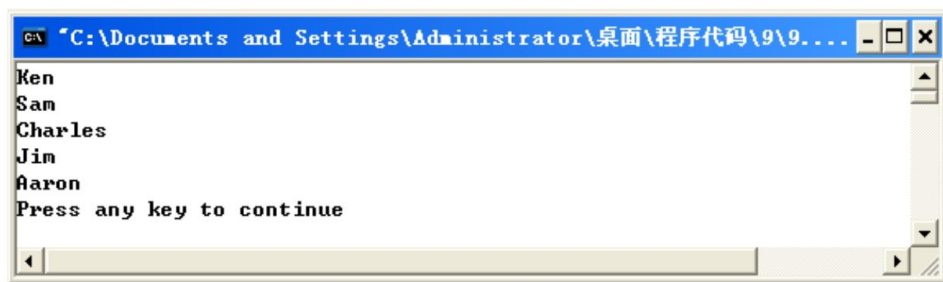 "C:\Documents and Settings\Administrator\桌面\程序代码\9\9....
Ken
Sam
Charles
Jim
Aaron
Press any key to continue